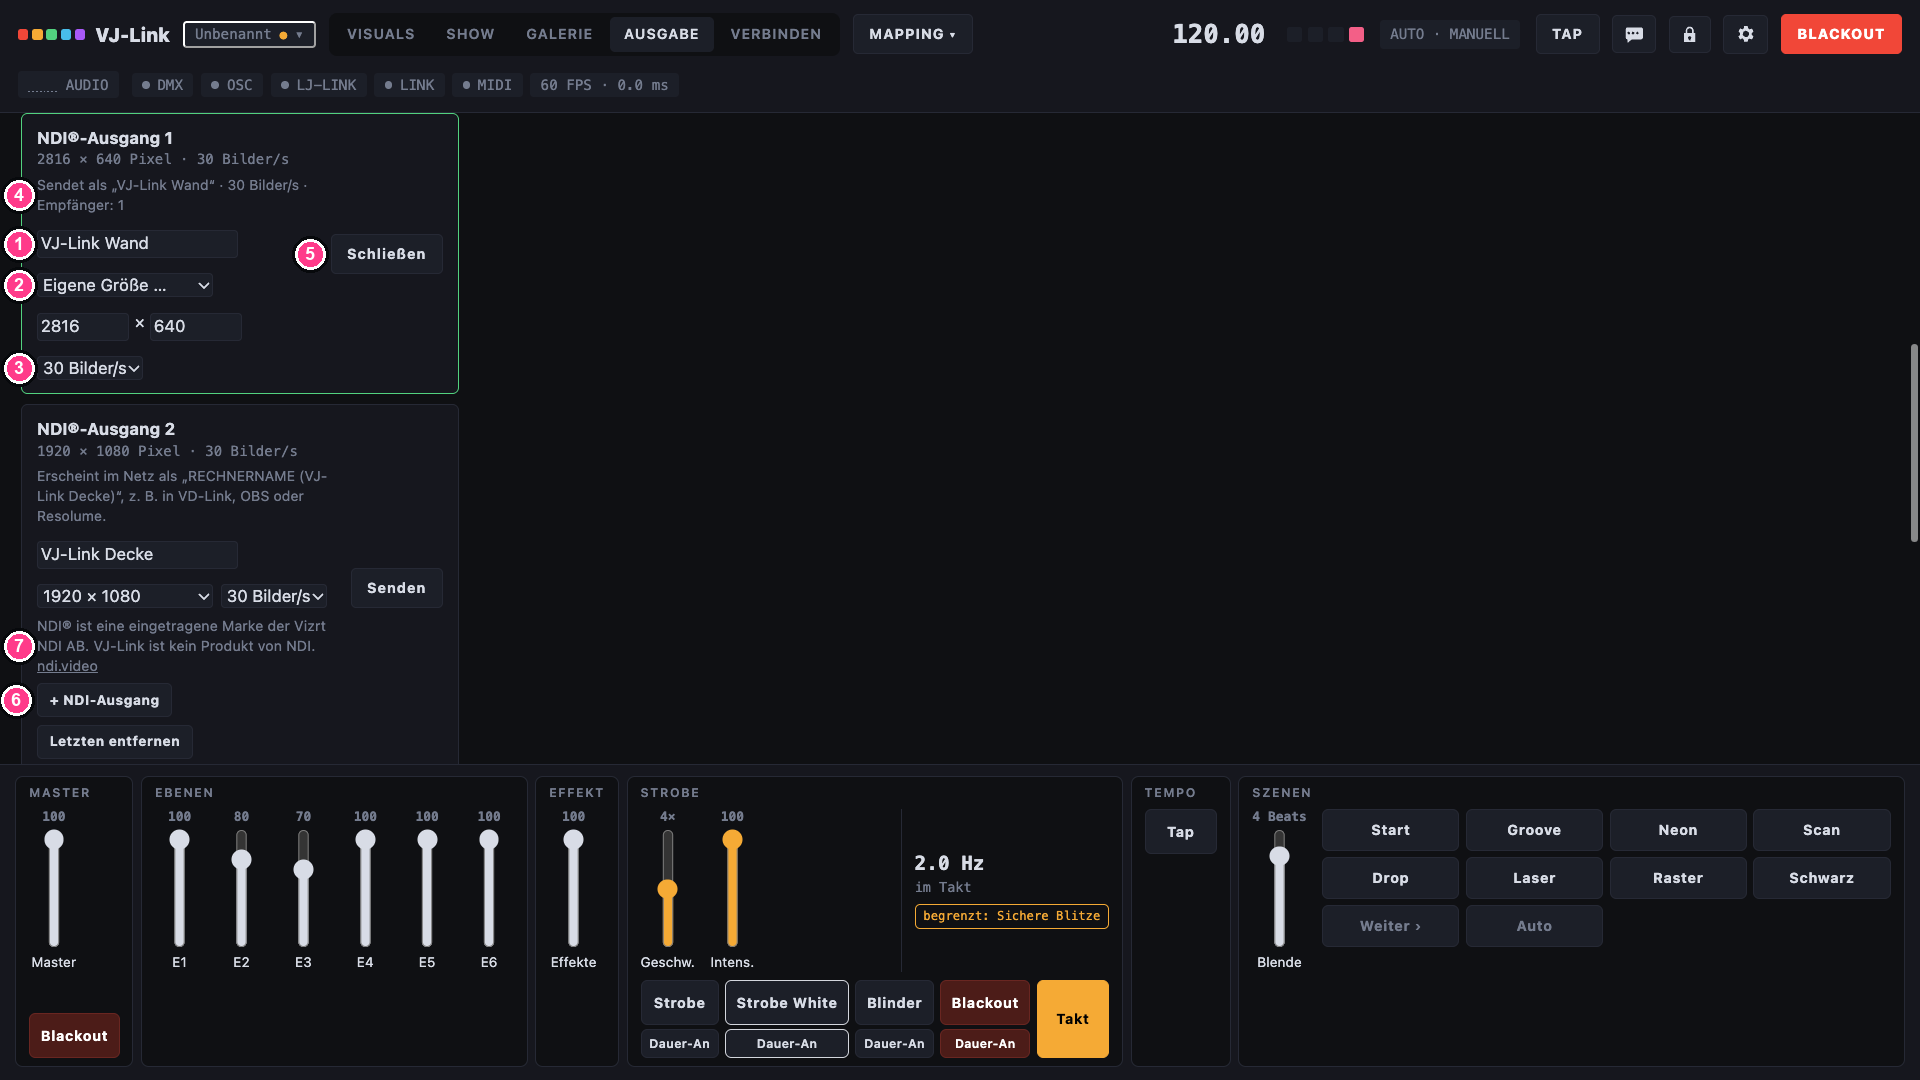 VJ-Link
Unbenannt
VISUALS
SHOW
GALERIE
AUSGABE
VERBINDEN
MAPPING
120.00
AUTO · MANUELL
TAP
BLACKOUT
AUDIO
DMX
OSC
LJ-LINK
LINK
MIDI
60 FPS · 0.0 ms
NDI®-Ausgang 1
2816 × 640 Pixel · 30 Bilder/s
4
Sendet als „VJ-Link Wand“ · 30 Bilder/s ·
Empfänger: 1
1
VJ-Link Wand
5
Schließen
2
Eigene Größe ...
2816 × 640
3
30 Bilder/s
NDI®-Ausgang 2
1920 × 1080 Pixel · 30 Bilder/s
Erscheint im Netz als „RECHNERNAME (VJ-
Link Decke)“, z. B. in VD-Link, OBS oder
Resolume.
VJ-Link Decke
1920 × 1080
30 Bilder/s
Senden
NDI® ist eine eingetragene Marke der Vizrt
7
NDI AB. VJ-Link ist kein Produkt von NDI.
ndi.video
6
+ NDI-Ausgang
Letzten entfernen
MASTER
100
Master
Blackout
EBENEN
100 80 70 100 100 100
E1 E2 E3 E4 E5 E6
EFFEKT
100
Effekte
STROBE
4× 100
Geschw. Intens.
2.0 Hz
im Takt
begrenzt: Sichere Blitze
Strobe
Strobe White
Blinder
Blackout
Takt
Dauer-An
Dauer-An
Dauer-An
Dauer-An
TEMPO
Tap
SZENEN
4 Beats
Blende
Start
Groove
Neon
Scan
Drop
Laser
Raster
Schwarz
Weiter ›
Auto